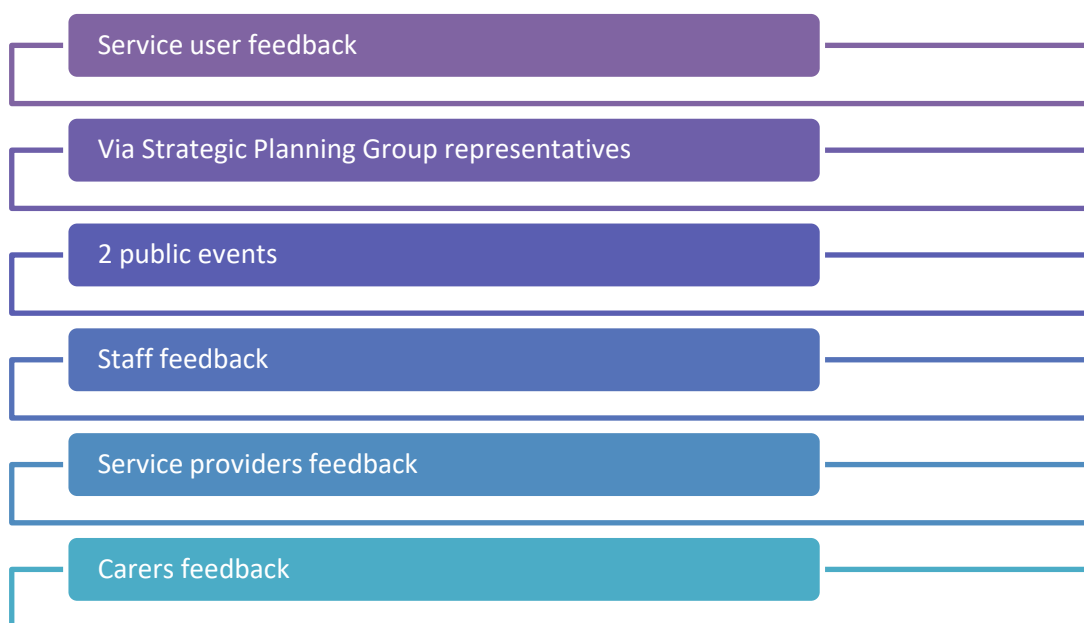 Service user feedback
Via Strategic Planning Group representatives
2 public events
Staff feedback
Service providers feedback
Carers feedback